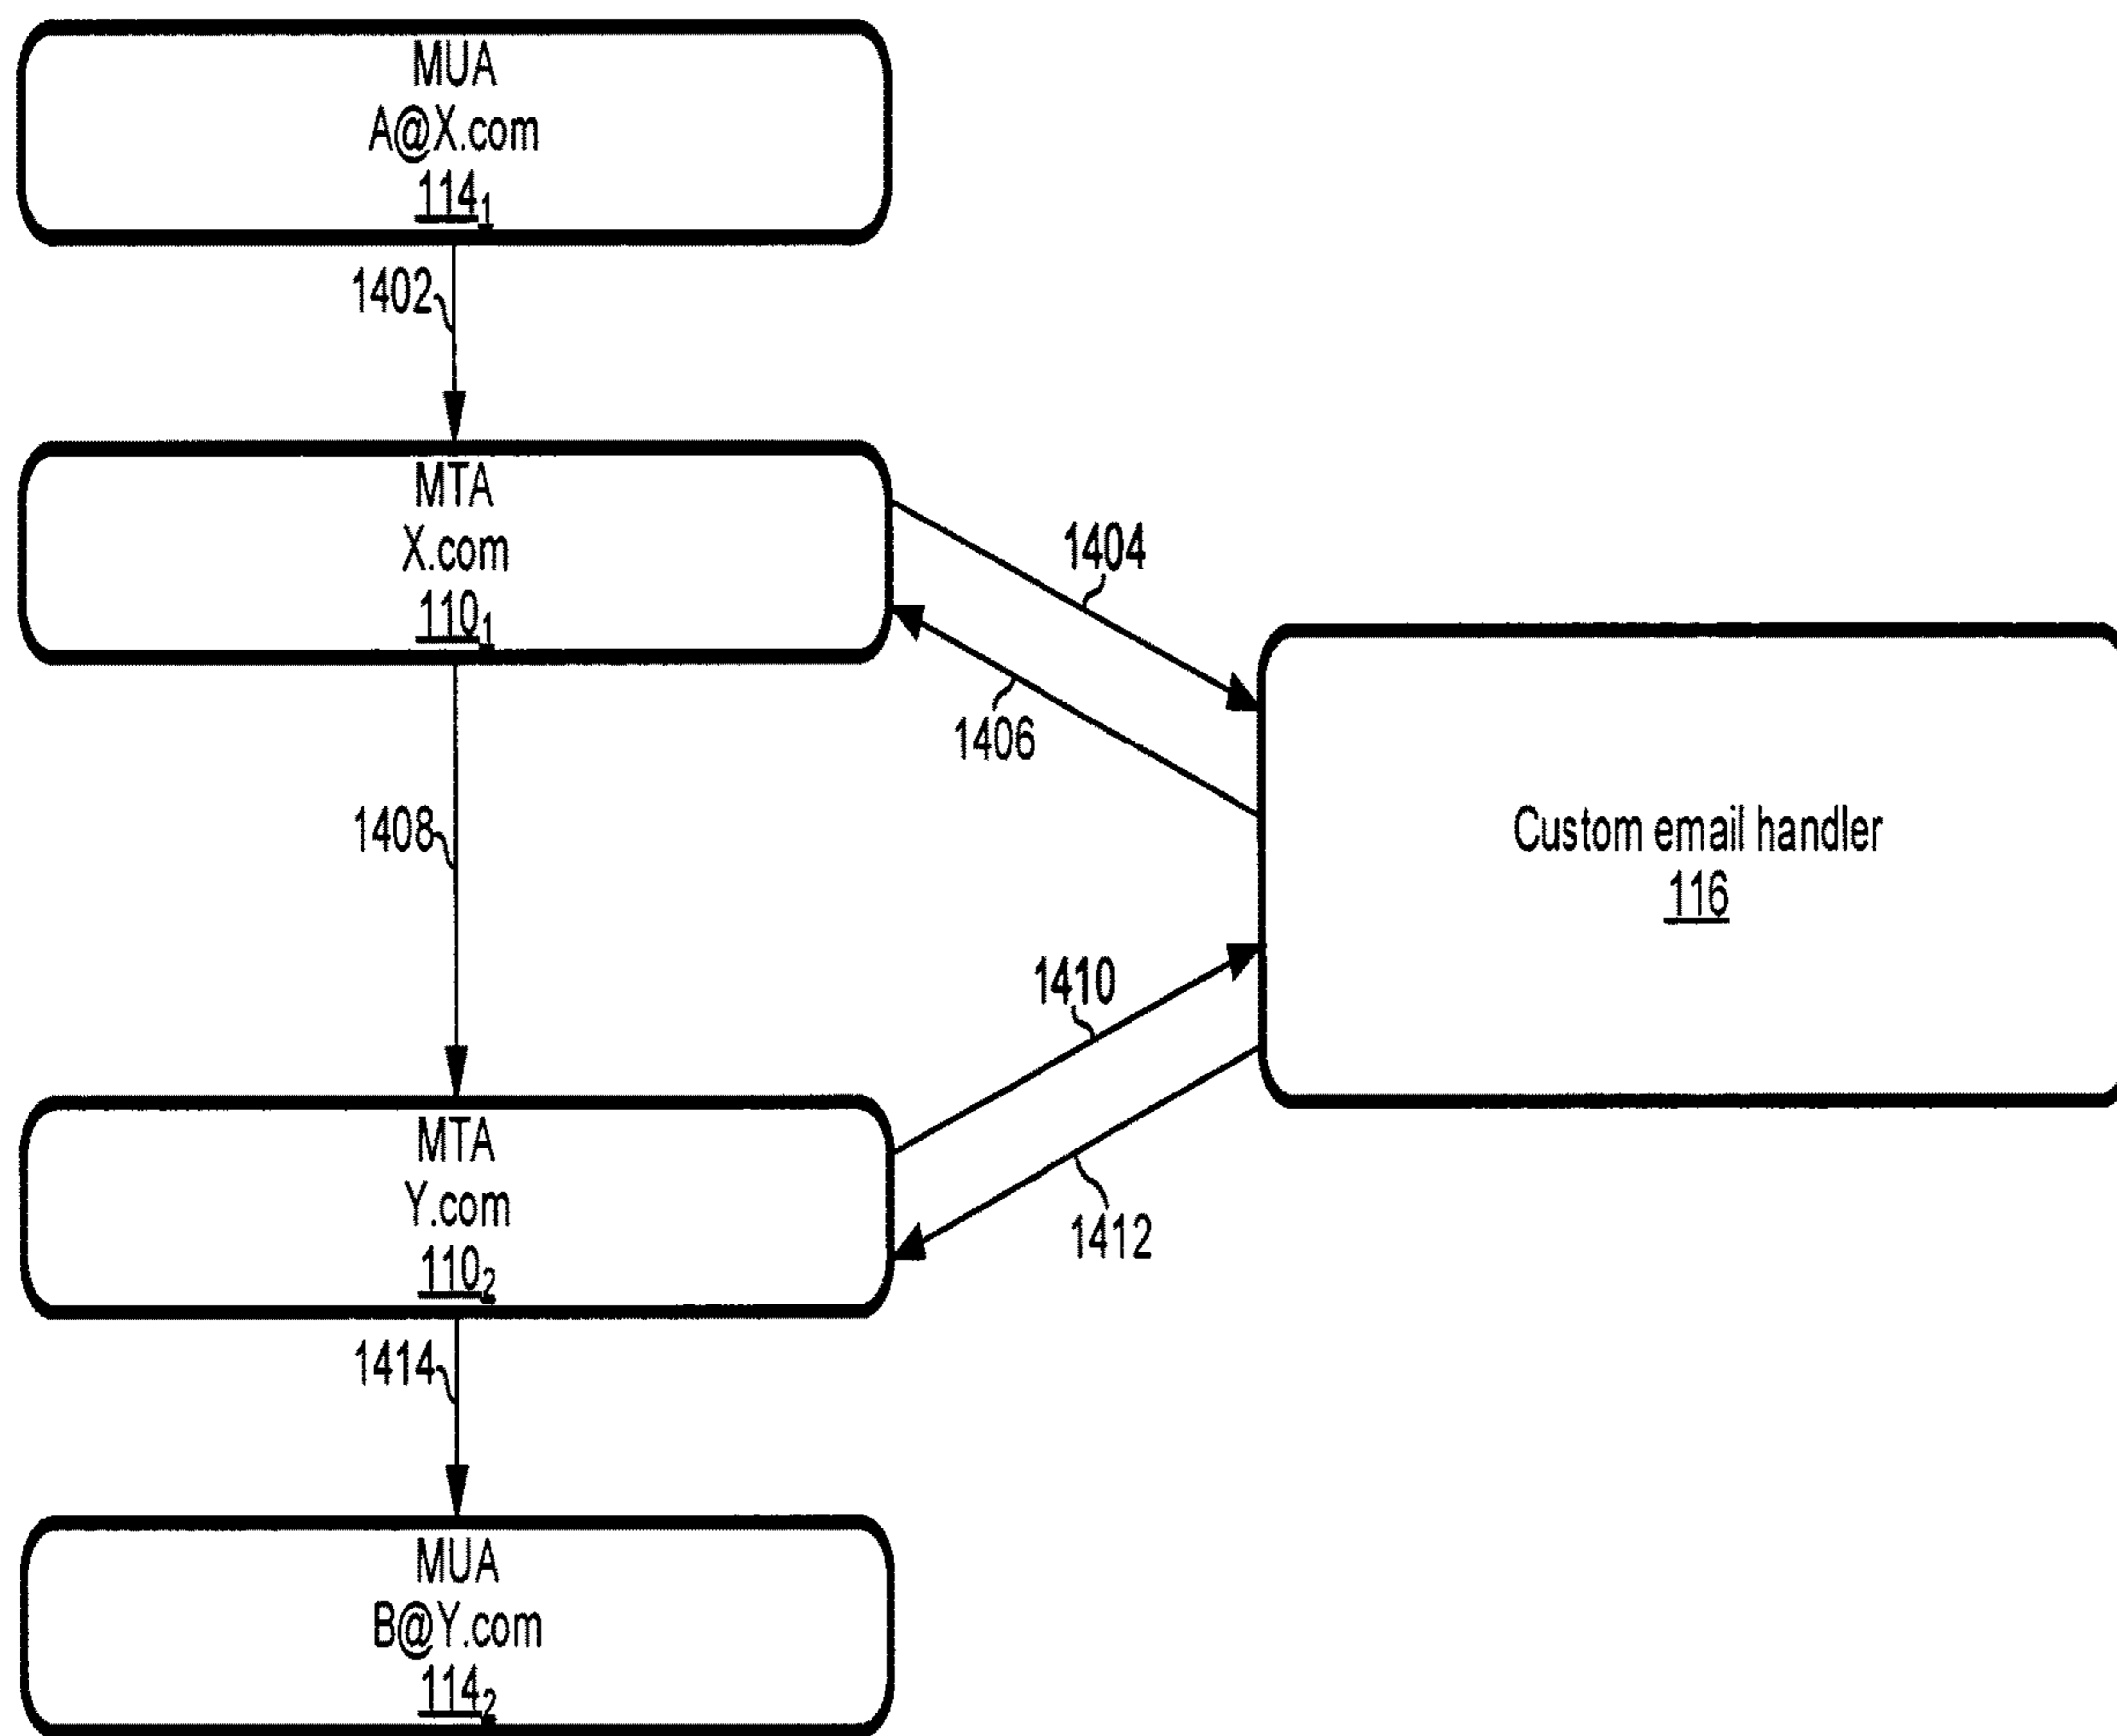 MUA
A@X.com
114₁
1402
MTA
X.com
110₁
1404
1406
1408
Custom email handler
116
1410
1412
MTA
Y.com
110₂
1414
MUA
B@Y.com
114₂